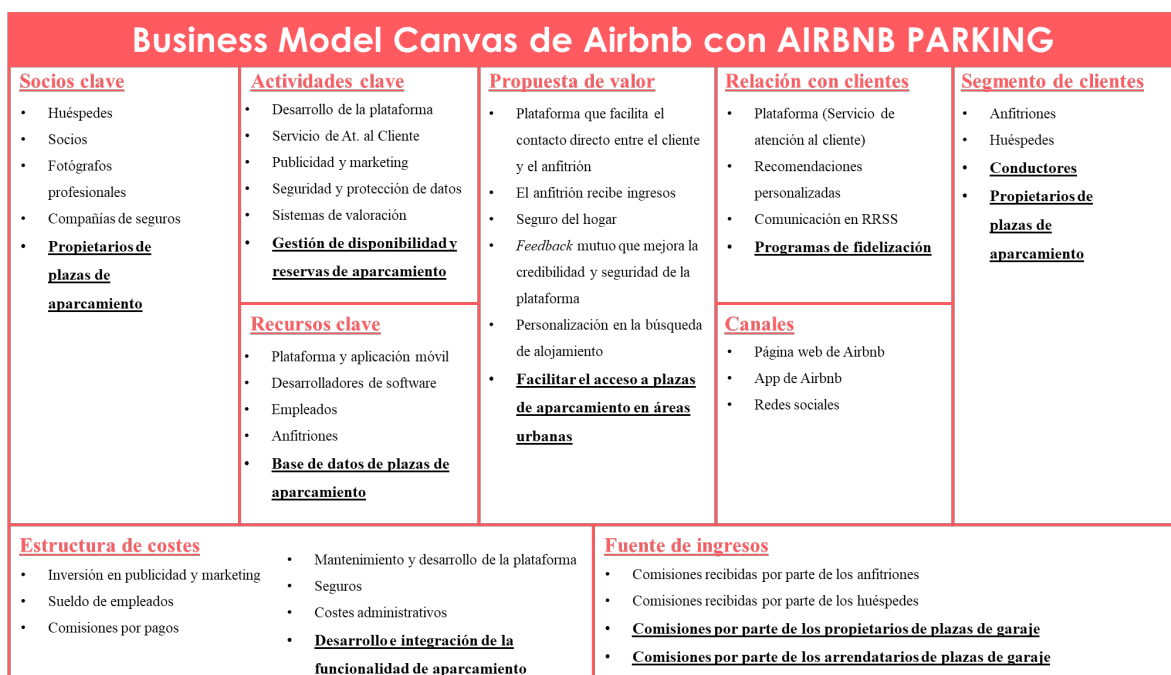 Business Model Canvas de Airbnb con AIRBNB PARKING
Socios clave
• Huéspedes
• Socios
• Fotógrafos
profesionales
• Compañías de seguros
• Propietarios de
plazas de
aparcamiento
Actividades clave
• Desarrollo de la plataforma
• Servicio de At. al Cliente
• Publicidad y marketing
• Seguridad y protección de datos
• Sistemas de valoración
• Gestión de disponibilidad y
reservas de aparcamiento
Recursos clave
• Plataforma y aplicación móvil
• Desarrolladores de software
• Empleados
• Anfitriones
• Base de datos de plazas de
aparcamiento
Propuesta de valor
• Plataforma que facilita el
contacto directo entre el cliente
y el anfitrión
• El anfitrión recibe ingresos
• Seguro del hogar
• Feedback mutuo que mejora la
credibilidad y seguridad de la
plataforma
• Personalización en la búsqueda
de alojamiento
• Facilitar el acceso a plazas
de aparcamiento en áreas
urbanas
Relación con clientes
• Plataforma (Servicio de
atención al cliente)
• Recomendaciones
personalizadas
• Comunicación en RRSS
• Programas de fidelización
Canales
• Página web de Airbnb
• App de Airbnb
• Redes sociales
Segmento de clientes
• Anfitriones
• Huéspedes
• Conductores
• Propietarios de
plazas de
aparcamiento
Estructura de costes
• Inversión en publicidad y marketing
• Sueldo de empleados
• Comisiones por pagos
• Mantenimiento y desarrollo de la plataforma
• Seguros
• Costes administrativos
• Desarrollo e integración de la
funcionalidad de aparcamiento
Fuente de ingresos
• Comisiones recibidas por parte de los anfitriones
• Comisiones recibidas por parte de los huéspedes
• Comisiones por parte de los propietarios de plazas de garaje
• Comisiones por parte de los arrendatarios de plazas de garaje